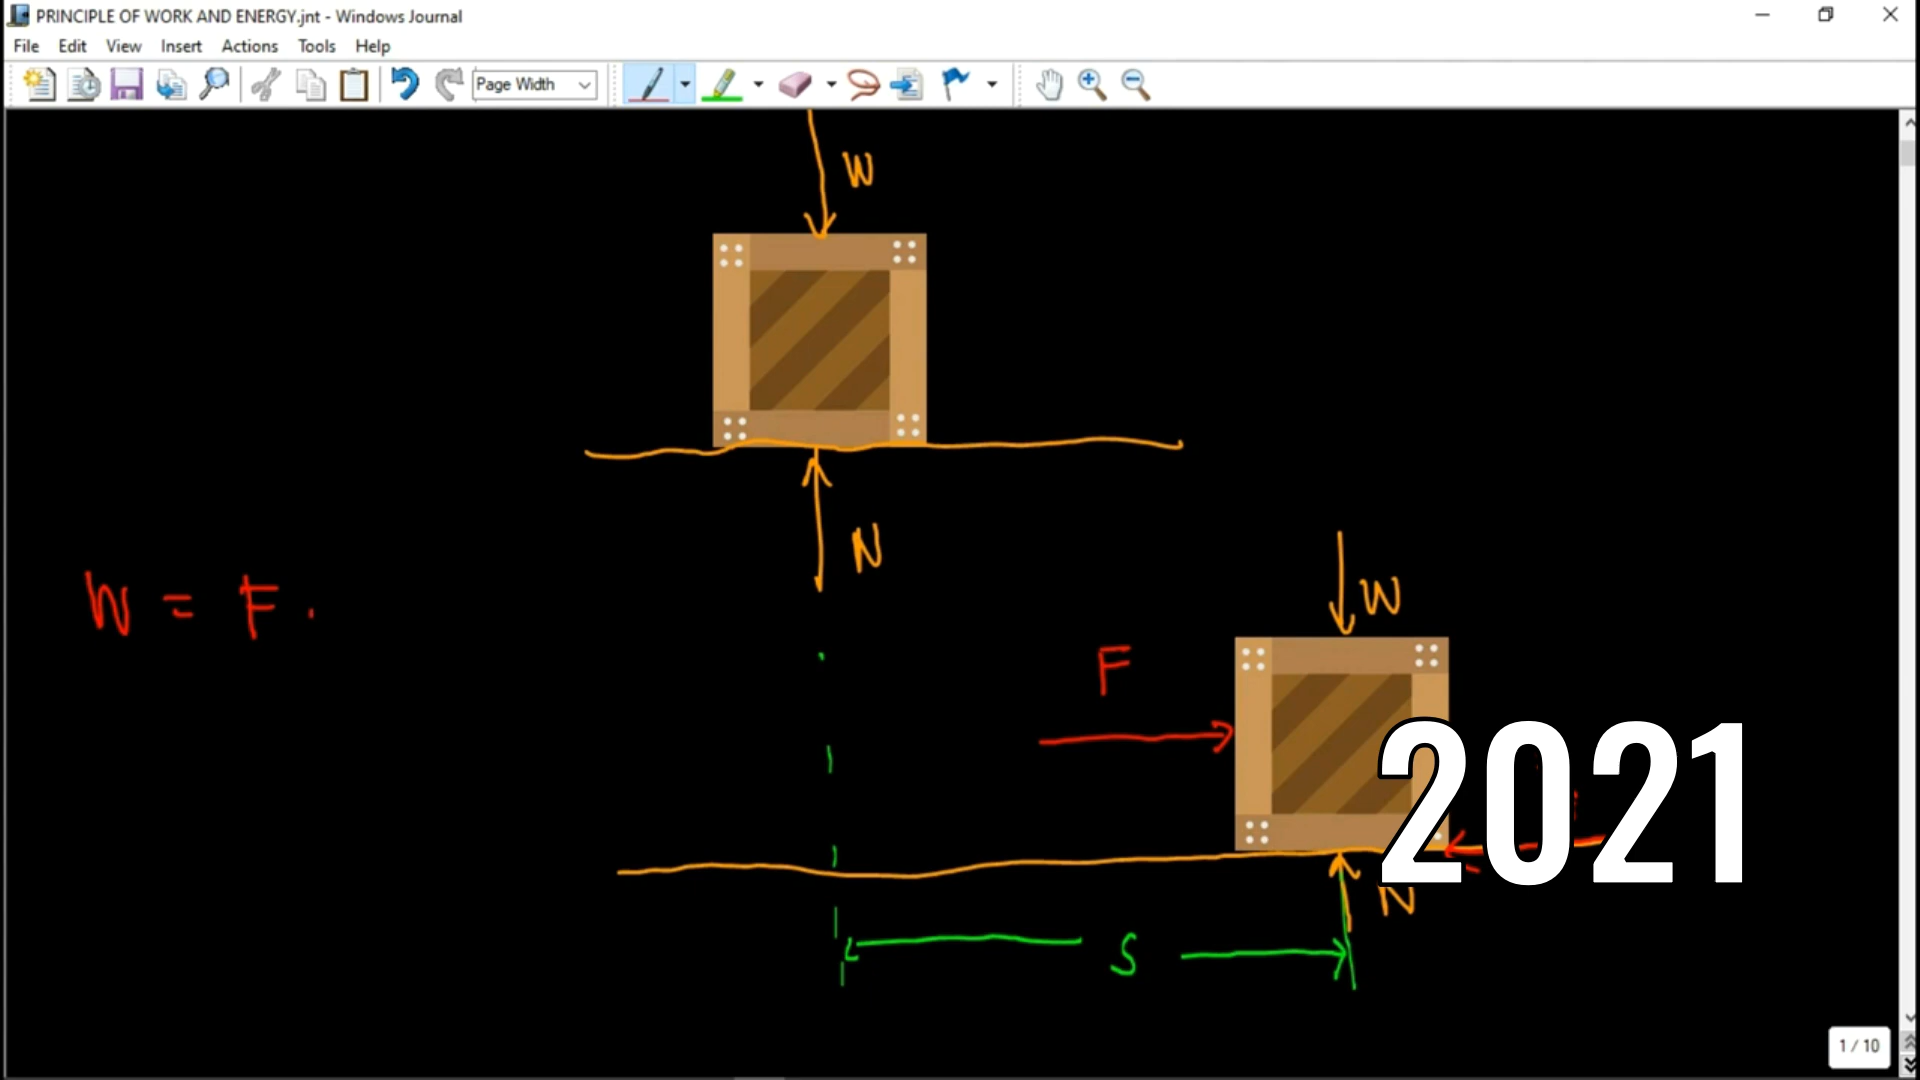 PRINCIPLE OF WORK AND ENERGY.jnt - Windows Journal
File Edit View Insert Actions Tools Help
Page Width
W
N
W = F .
W
F
2021
N
S
1 / 10